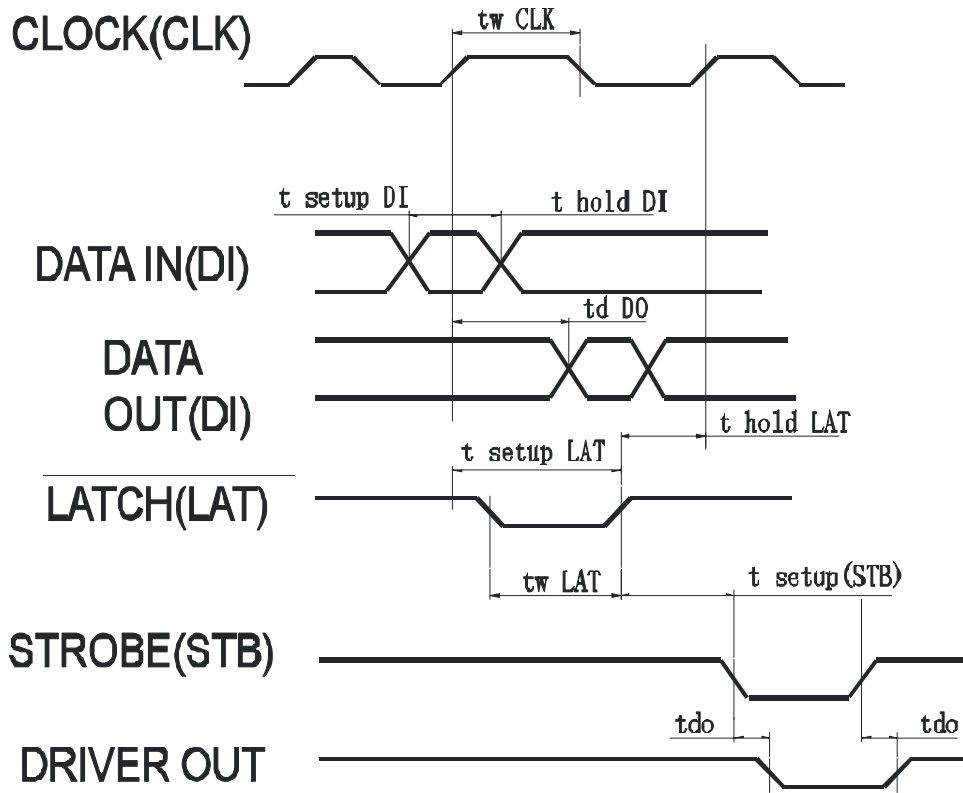 tw CLK
CLOCK(CLK)
t setup DI
t hold DI
DATA IN(DI)
td DO
DATA
OUT(DI)
t hold LAT
t setup LAT
LATCH(LAT)
tw LAT
t setup(STB)
STROBE(STB)
tdo
tdo
DRIVER OUT